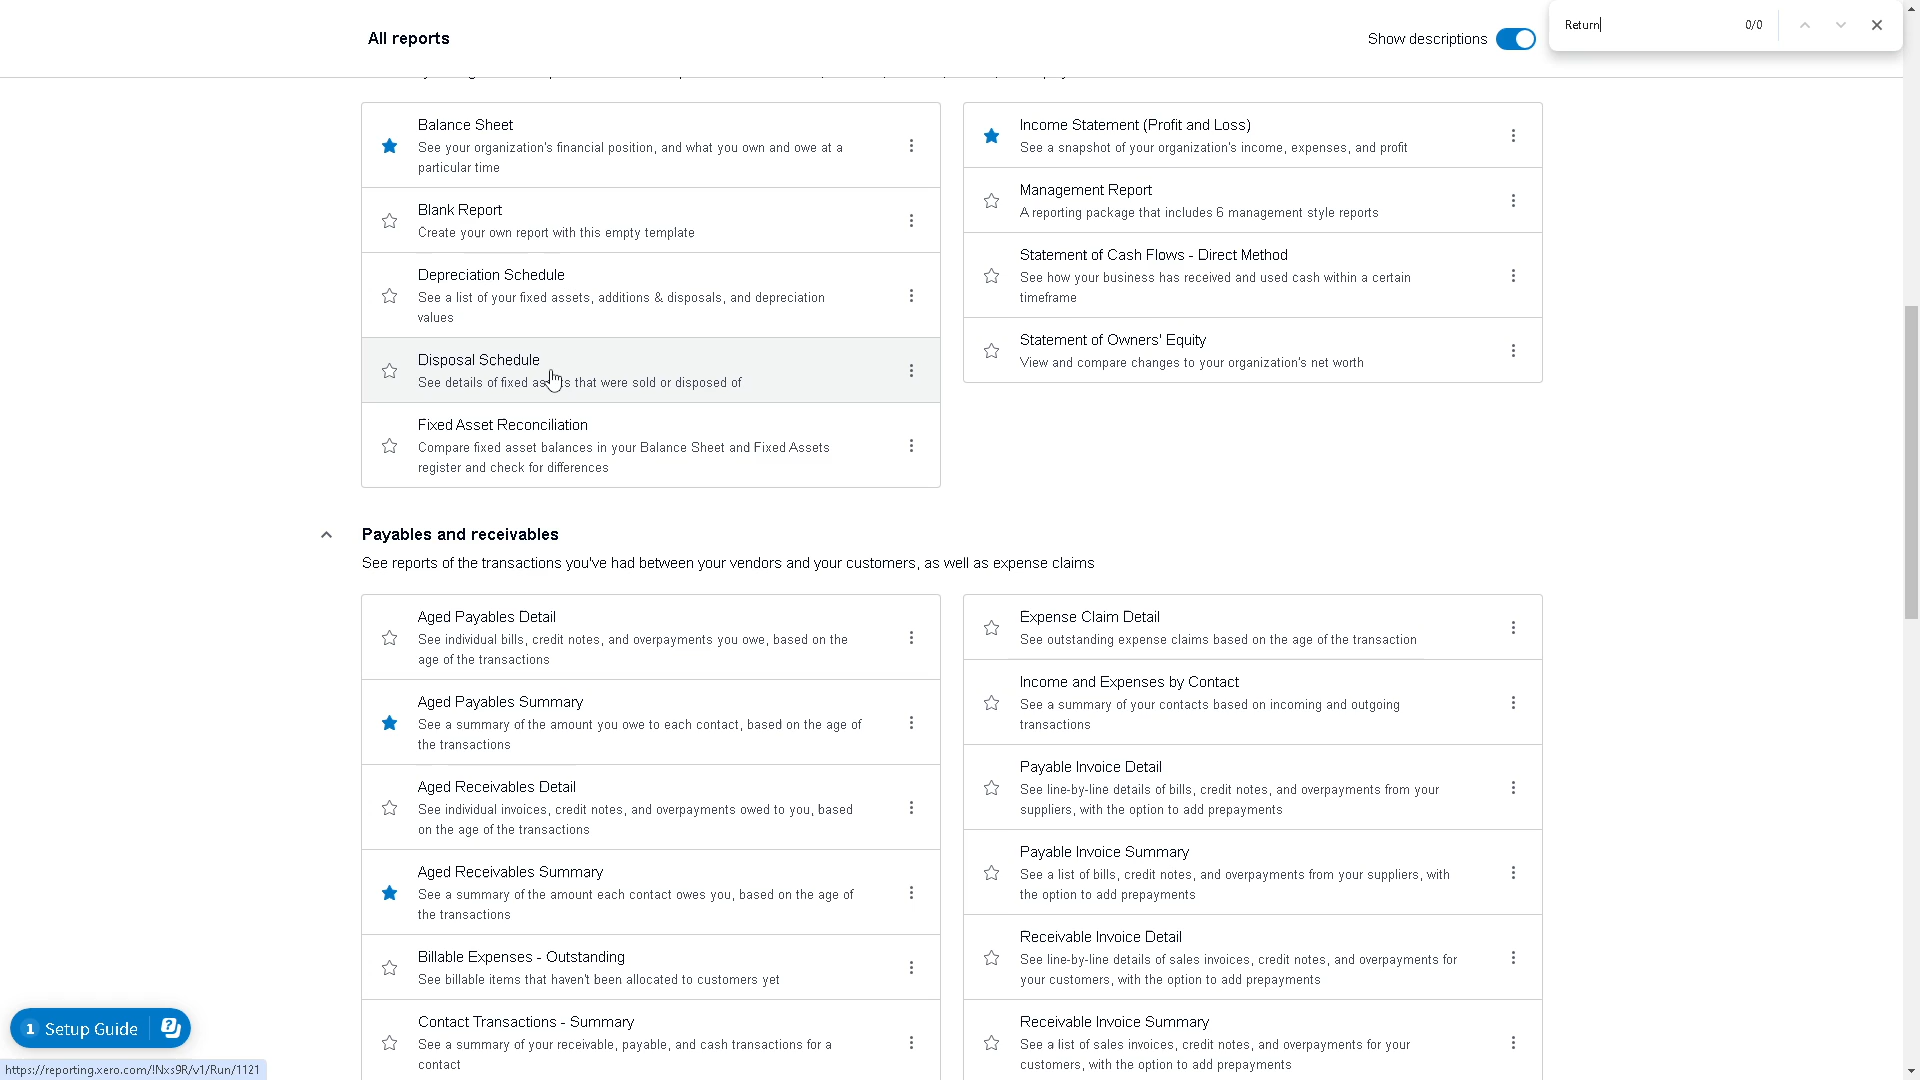 All reports
Show descriptions
Return
0/0
Balance Sheet
See your organization's financial position, and what you own and owe at a
particular time
Blank Report
Create your own report with this empty template
Depreciation Schedule
See a list of your fixed assets, additions & disposals, and depreciation
values
Disposal Schedule
See details of fixed assets that were sold or disposed of
Fixed Asset Reconciliation
Compare fixed asset balances in your Balance Sheet and Fixed Assets
register and check for differences
Income Statement (Profit and Loss)
See a snapshot of your organization's income, expenses, and profit
Management Report
A reporting package that includes 6 management style reports
Statement of Cash Flows - Direct Method
See how your business has received and used cash within a certain
timeframe
Statement of Owners' Equity
View and compare changes to your organization's net worth
Payables and receivables
See reports of the transactions you've had between your vendors and your customers, as well as expense claims
Aged Payables Detail
See individual bills, credit notes, and overpayments you owe, based on the
age of the transactions
Aged Payables Summary
See a summary of the amount you owe to each contact, based on the age of
the transactions
Aged Receivables Detail
See individual invoices, credit notes, and overpayments owed to you, based
on the age of the transactions
Aged Receivables Summary
See a summary of the amount each contact owes you, based on the age of
the transactions
Billable Expenses - Outstanding
See billable items that haven't been allocated to customers yet
Contact Transactions - Summary
See a summary of your receivable, payable, and cash transactions for a
contact
Expense Claim Detail
See outstanding expense claims based on the age of the transaction
Income and Expenses by Contact
See a summary of your contacts based on incoming and outgoing
transactions
Payable Invoice Detail
See line-by-line details of bills, credit notes, and overpayments from your
suppliers, with the option to add prepayments
Payable Invoice Summary
See a list of bills, credit notes, and overpayments from your suppliers, with
the option to add prepayments
Receivable Invoice Detail
See line-by-line details of sales invoices, credit notes, and overpayments for
your customers, with the option to add prepayments
Receivable Invoice Summary
See a list of sales invoices, credit notes, and overpayments for your
customers, with the option to add prepayments
1 Setup Guide
https://reporting.xero.com/!Nxs9R/v1/Run/1121